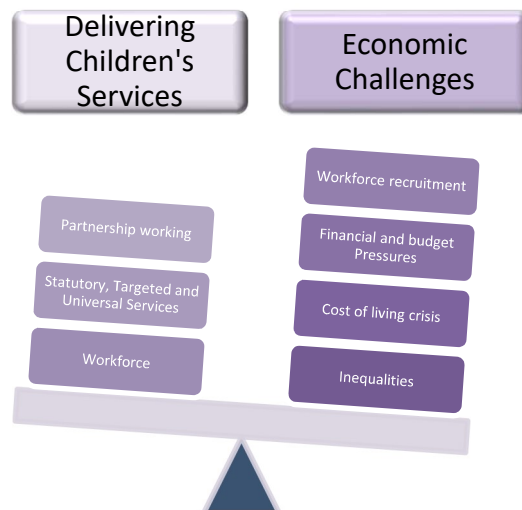 Delivering
Children's
Services
Economic
Challenges
Partnership working
Statutory, Targeted and
Universal Services
Workforce
Workforce recruitment
Financial and budget
Pressures
Cost of living crisis
Inequalities